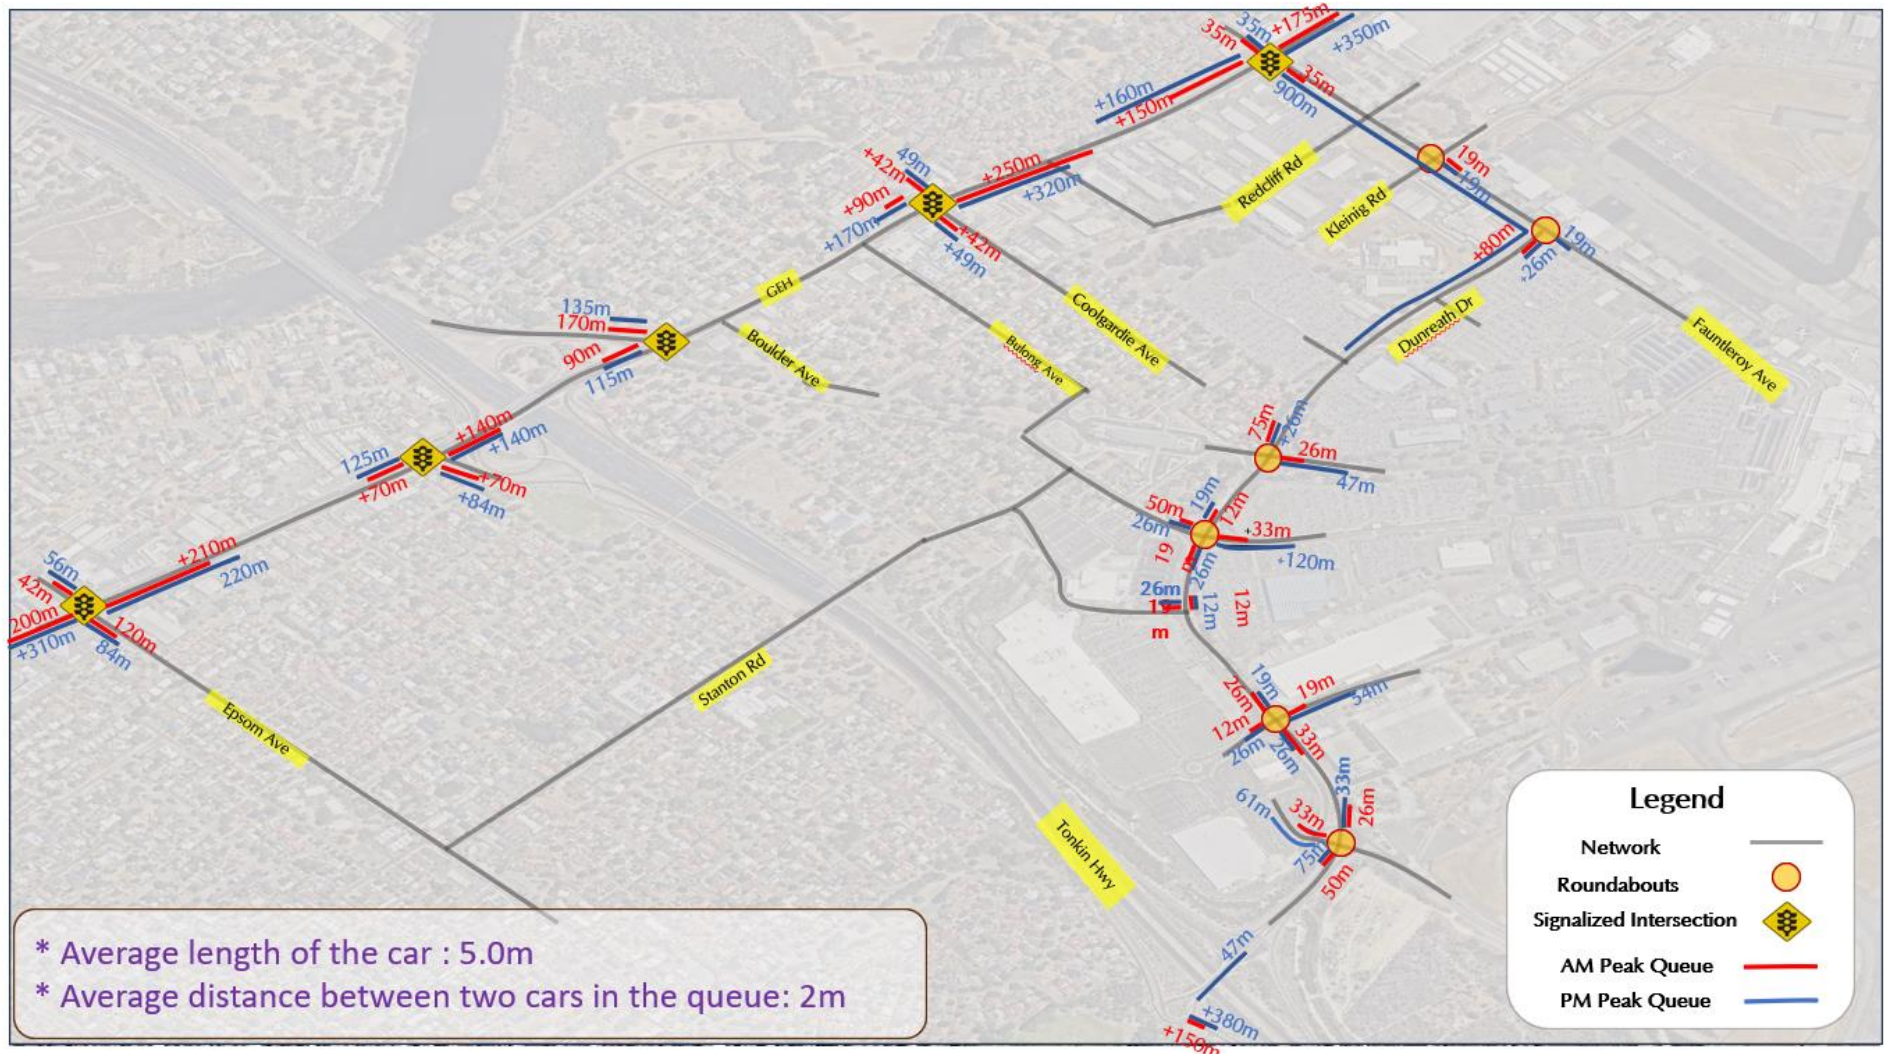 35m
35m
+175m
+350m
+160m
+150m
35m
900m
+42m
49m
+90m
+170m
+250m
+320m
+42m
+49m
Redcliff Rd
Kleinig Rd
19m
19m
19m
+80m
+26m
GEH
135m
170m
90m
115m
Boulder Ave
Bulong Ave
Coolgardie Ave
Dunreath Dr
Fauntleroy Ave
125m
+70m
+140m
+140m
+70m
+84m
75m
+26m
26m
47m
50m
26m
19m
12m
+33m
+120m
19
m
26m
26m
19
m
12m
12m
56m
42m
200m
+310m
+210m
220m
120m
84m
Epsom Ave
Stanton Rd
Tonkin Hwy
19m
26m
19m
54m
12m
26m
26m
33m
33m
26m
61m
33m
75m
50m
47m
+380m
+150m
* Average length of the car : 5.0m
* Average distance between two cars in the queue: 2m
Legend
Network
Roundabouts
Signalized Intersection
AM Peak Queue
PM Peak Queue